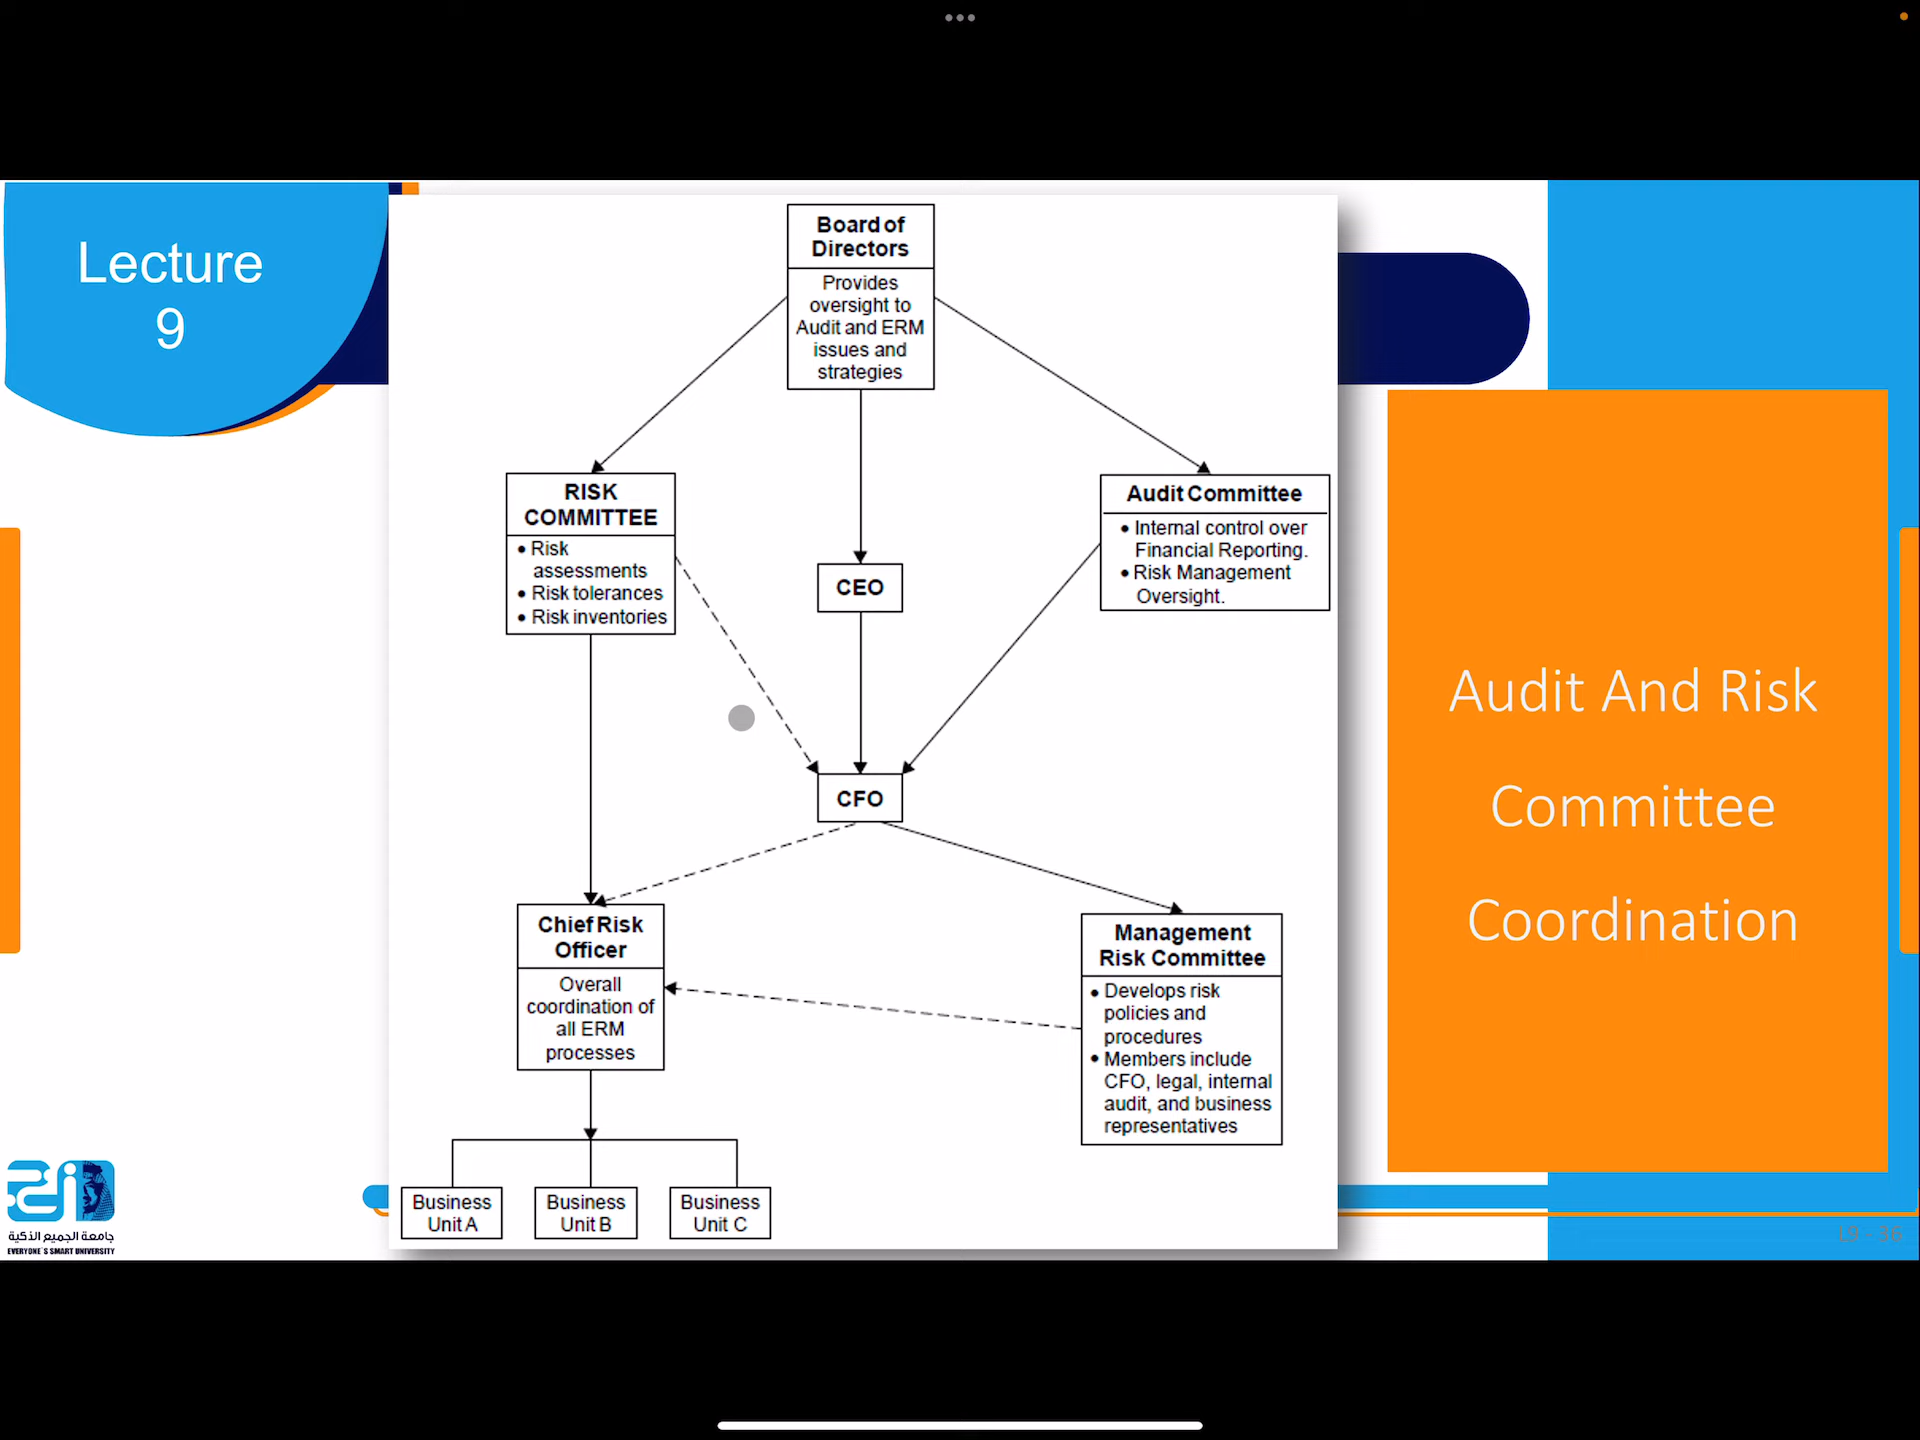 Lecture
9
Board of
Directors
Provides
oversight to
Audit and ERM
issues and
strategies
RISK
COMMITTEE
• Risk
assessments
• Risk tolerances
• Risk inventories
CEO
Audit Committee
• Internal control over
Financial Reporting.
• Risk Management
Oversight.
CFO
Chief Risk
Officer
Overall
coordination of
all ERM
processes
Management
Risk Committee
• Develops risk
policies and
procedures
• Members include
CFO, legal, internal
audit, and business
representatives
Business
Unit A
Business
Unit B
Business
Unit C
Audit And Risk
Committee
Coordination
جامعة الجميع الذكية
EVERYONE'S SMART UNIVERSITY
L9 - 36